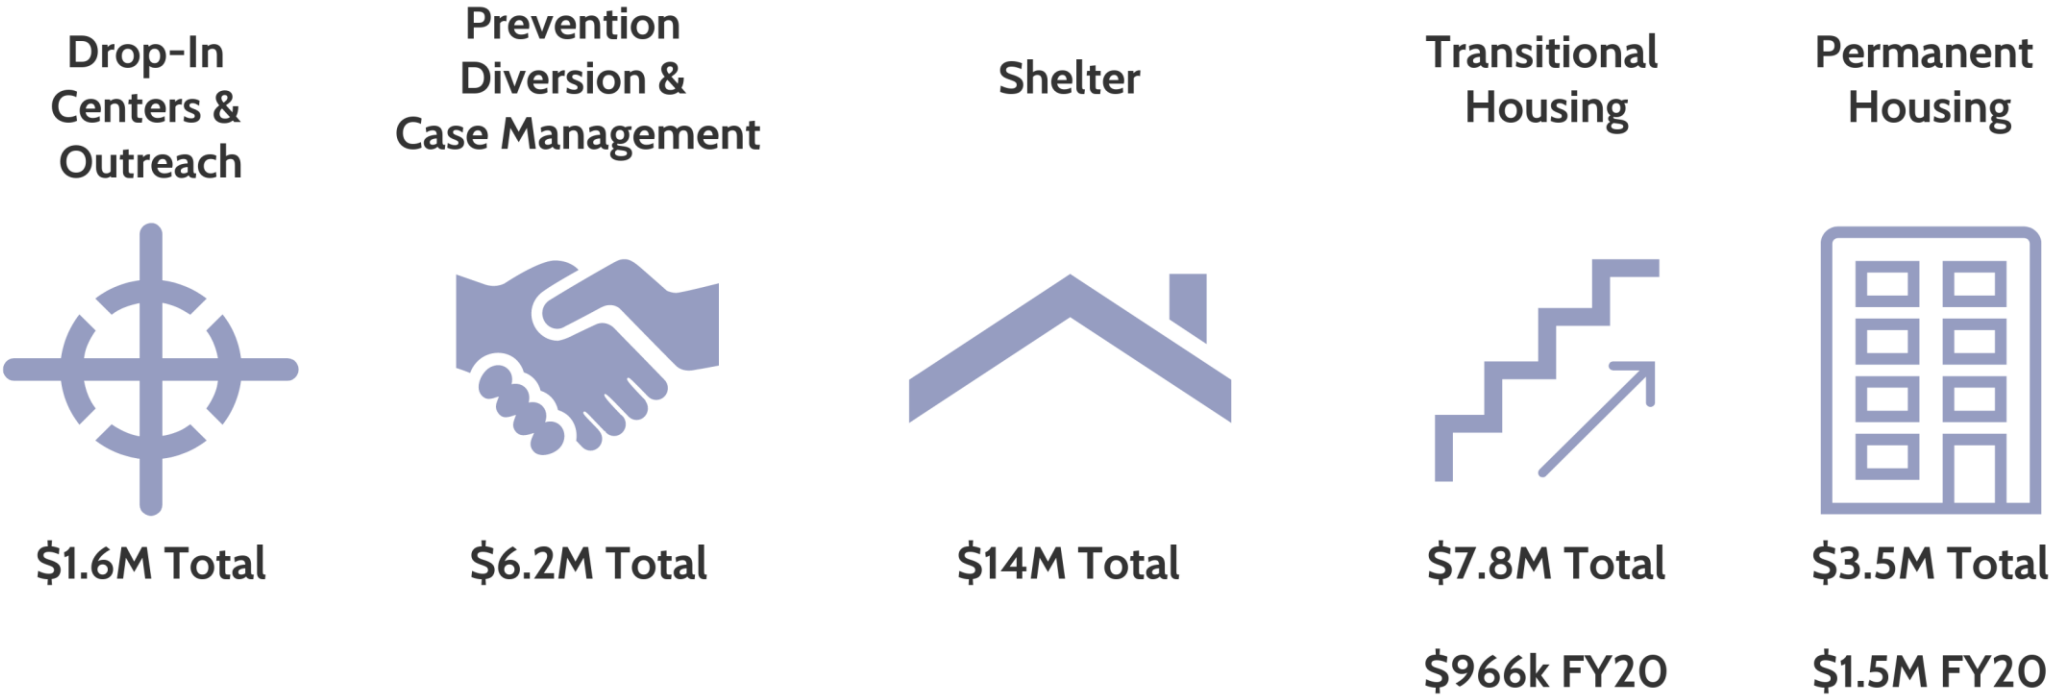 Drop-In
Centers &
Outreach
Prevention
Diversion &
Case Management
Shelter
Transitional
Housing
Permanent
Housing
$1.6M Total
$6.2M Total
$14M Total
$7.8M Total
$3.5M Total
$966k FY20
$1.5M FY20